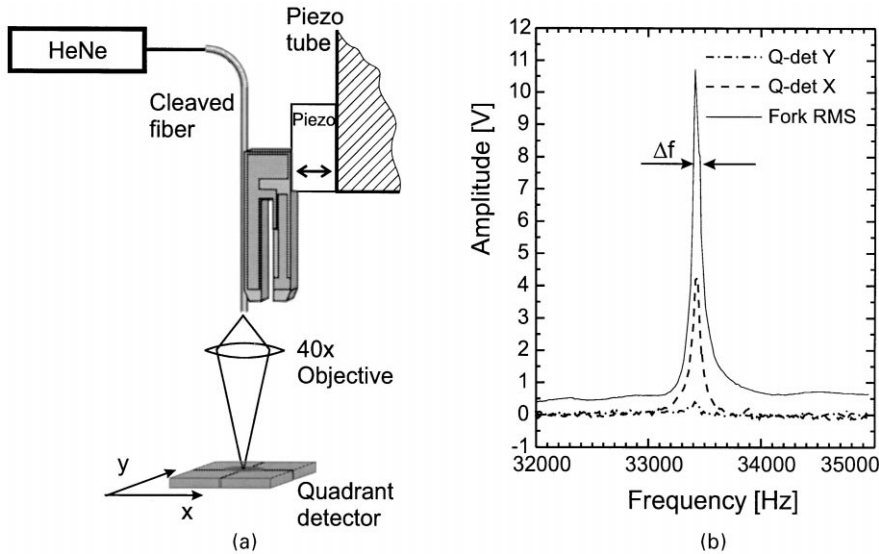 HeNe
Piezo
tube
Cleaved
fiber
Piezo
40x
Objective
y
x
Quadrant
detector
(a)
12
11
10
9
8
7
6
5
4
3
2
1
0
-1
Amplitude [V]
Q-det Y
Q-det X
Fork RMS
Δf
32000 33000 34000 35000
Frequency [Hz]
(b)